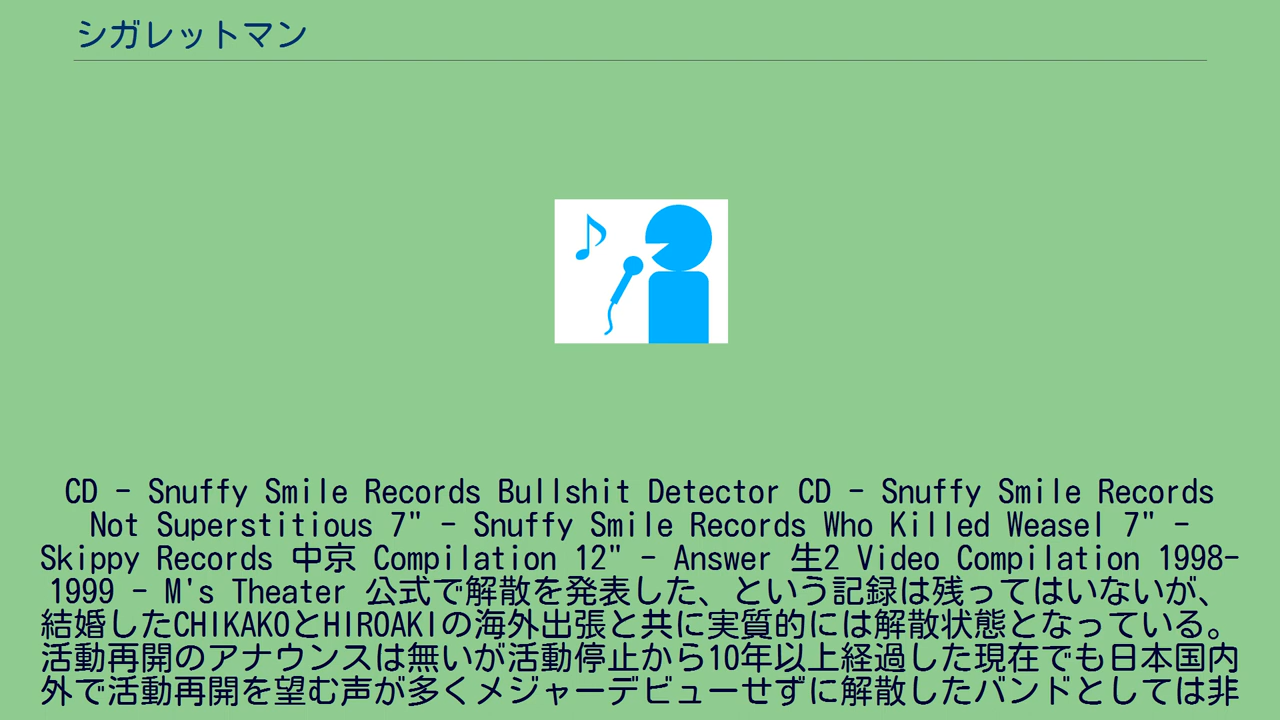 シガレットマン
CD - Snuffy Smile Records Bullshit Detector CD - Snuffy Smile Records
Not Superstitious 7" - Snuffy Smile Records Who Killed Weasel 7" -
Skippy Records 中京 Compilation 12" - Answer 生2 Video Compilation 1998-
1999 - M's Theater 公式で解散を発表した、という記録は残ってはいないが、
結婚したCHIKAKOとHIROAKIの海外出張と共に実質的には解散状態となっている。
活動再開のアナウンスは無いが活動停止から10年以上経過した現在でも日本国内
外で活動再開を望む声が多くメジャーデビューせずに解散したバンドとしては非